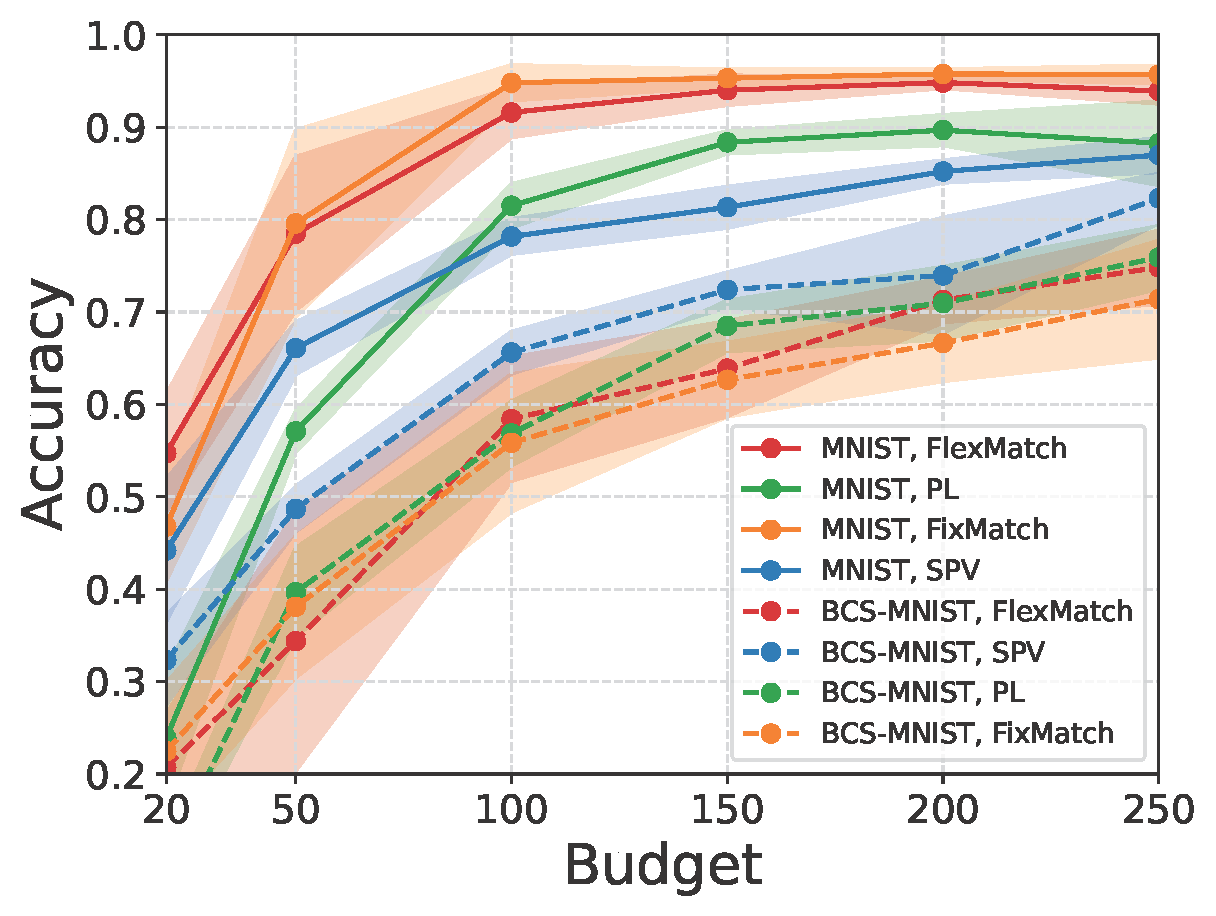 1.0
0.9
0.8
0.7
0.6
0.5
0.4
0.3
0.2
Accuracy
20 50 100 150 200 250
Budget
MNIST, FlexMatch
MNIST, PL
MNIST, FixMatch
MNIST, SPV
BCS-MNIST, FlexMatch
BCS-MNIST, SPV
BCS-MNIST, PL
BCS-MNIST, FixMatch